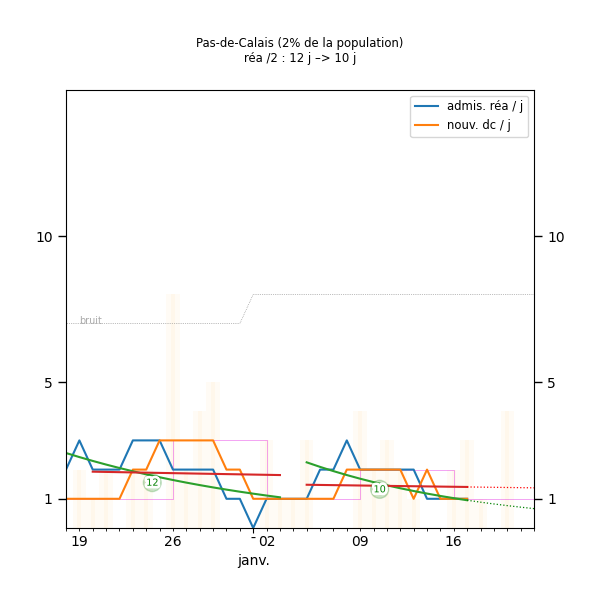 Pas-de-Calais (2% de la population)
réa /2 : 12 j –> 10 j
admis. réa / j
nouv. dc / j
10 10
bruit
5 5
12
10
1 1
19 26 - 02 09 16
janv.